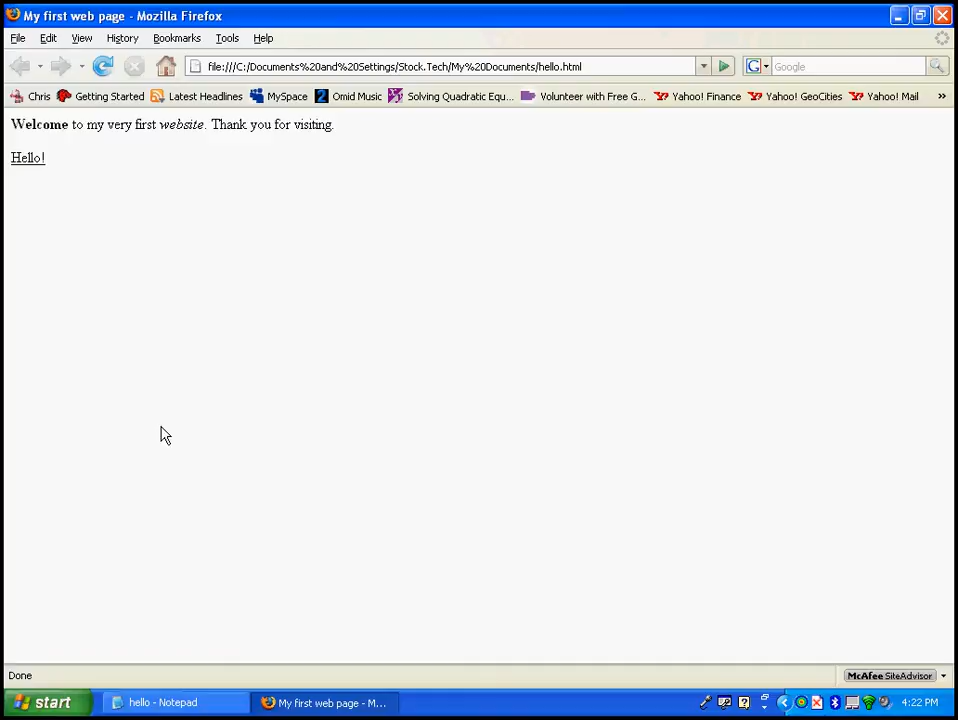 My first web page - Mozilla Firefox
File Edit View History Bookmarks Tools Help
file:///C:/Documents%20and%20Settings/Stock.Tech/My%20Documents/hello.html G Google
Chris Getting Started Latest Headlines MySpace 2 Omid Music Solving Quadratic Equ... Volunteer with Free G... Y! Yahoo! Finance Y! Yahoo! GeoCities Y! Yahoo! Mail »
Welcome to my very first website. Thank you for visiting.
Hello!
Done McAfee SiteAdvisor
start hello - Notepad My first web page - M... 4:22 PM